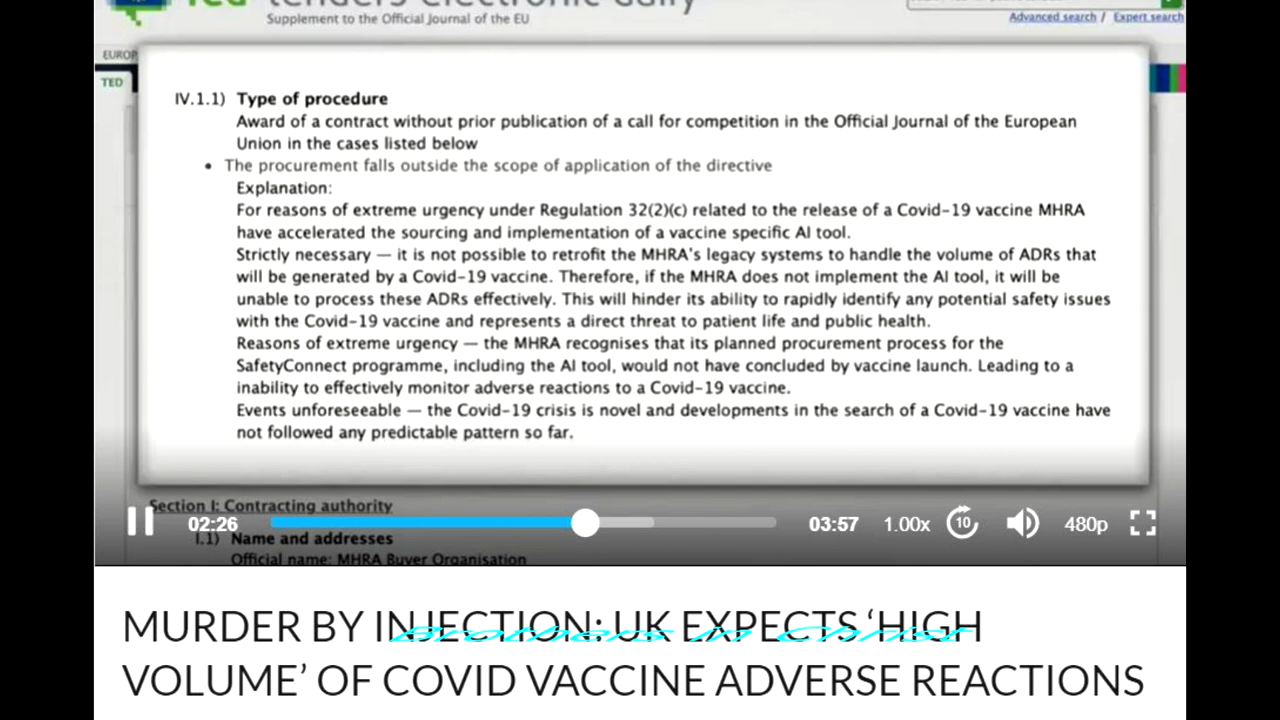 tenders electronic daily
Supplement to the Official Journal of the EU
Advanced search / Expert search
EUROP
TED
IV.1.1) Type of procedure
Award of a contract without prior publication of a call for competition in the Official Journal of the European
Union in the cases listed below
• The procurement falls outside the scope of application of the directive
Explanation:
For reasons of extreme urgency under Regulation 32(2)(c) related to the release of a Covid-19 vaccine MHRA
have accelerated the sourcing and implementation of a vaccine specific AI tool.
Strictly necessary — it is not possible to retrofit the MHRA's legacy systems to handle the volume of ADRs that
will be generated by a Covid-19 vaccine. Therefore, if the MHRA does not implement the AI tool, it will be
unable to process these ADRs effectively. This will hinder its ability to rapidly identify any potential safety issues
with the Covid-19 vaccine and represents a direct threat to patient life and public health.
Reasons of extreme urgency — the MHRA recognises that its planned procurement process for the
SafetyConnect programme, including the AI tool, would not have concluded by vaccine launch. Leading to a
inability to effectively monitor adverse reactions to a Covid-19 vaccine.
Events unforeseeable — the Covid-19 crisis is novel and developments in the search of a Covid-19 vaccine have
not followed any predictable pattern so far.
Section I: Contracting authority
02:26 03:57 1.00x 10 480p
I.1) Name and addresses
Official name: MHRA Buyer Organisation
MURDER BY INJECTION: UK EXPECTS ‘HIGH
Brothers in Christ
VOLUME’ OF COVID VACCINE ADVERSE REACTIONS